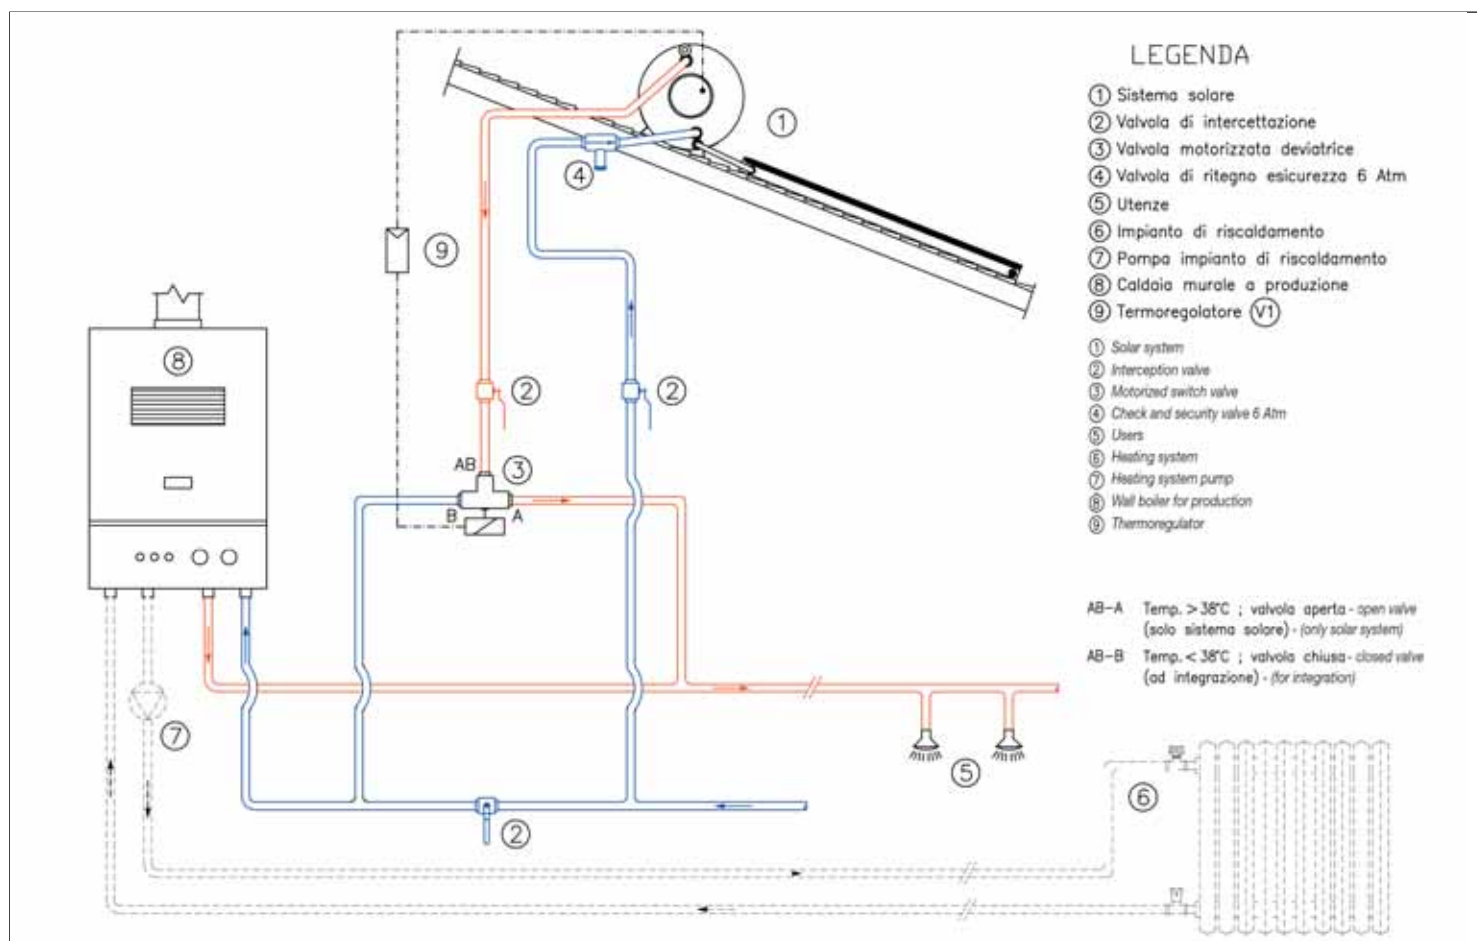 LEGENDA
1 Sistema solare
2 Valvola di intercettazione
3 Valvola motorizzata deviatrice
4 Valvola di ritegno esicurezza 6 Atm
5 Utenze
6 Impianto di riscaldamento
7 Pompa impianto di riscaldamento
8 Caldaia murale a produzione
9 Termoregolatore V1
1 Solar system
2 Interception valve
3 Motorized switch valve
4 Check and security valve 6 Atm
5 Users
6 Heating system
7 Heating system pump
8 Wall boiler for production
9 Thermoregulator
AB-A Temp. > 38°C ; valvola aperta - open valve
(solo sistema solare) - (only solar system)
AB-B Temp. < 38°C ; valvola chiusa - closed valve
(ad integrazione) - (for integration)
1
4
9
8
2
2
AB
3
B
A
7
5
6
2